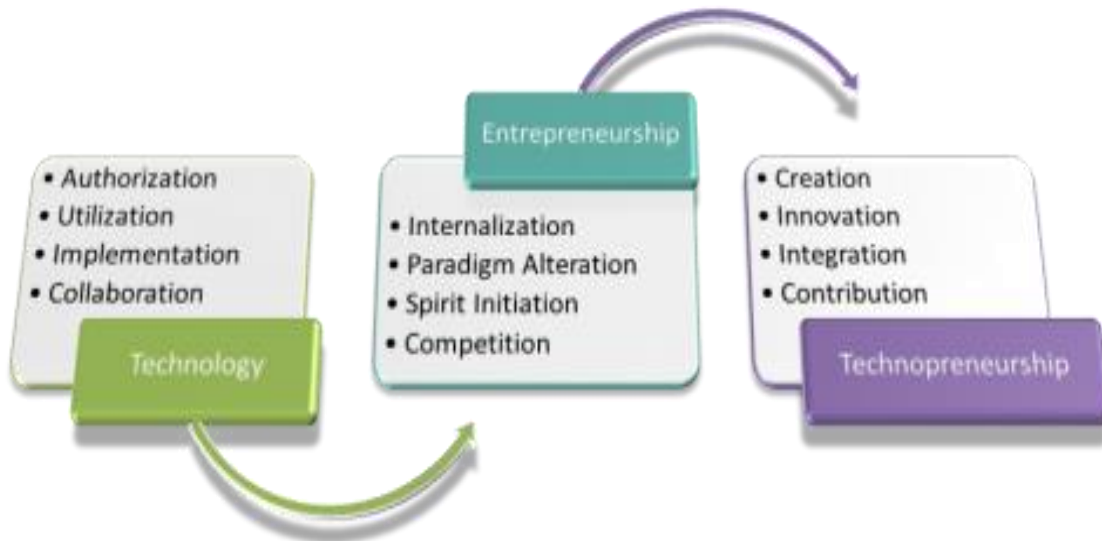 • Authorization
• Utilization
• Implementation
• Collaboration
Technology
Entrepreneurship
• Internalization
• Paradigm Alteration
• Spirit Initiation
• Competition
• Creation
• Innovation
• Integration
• Contribution
Technopreneurship